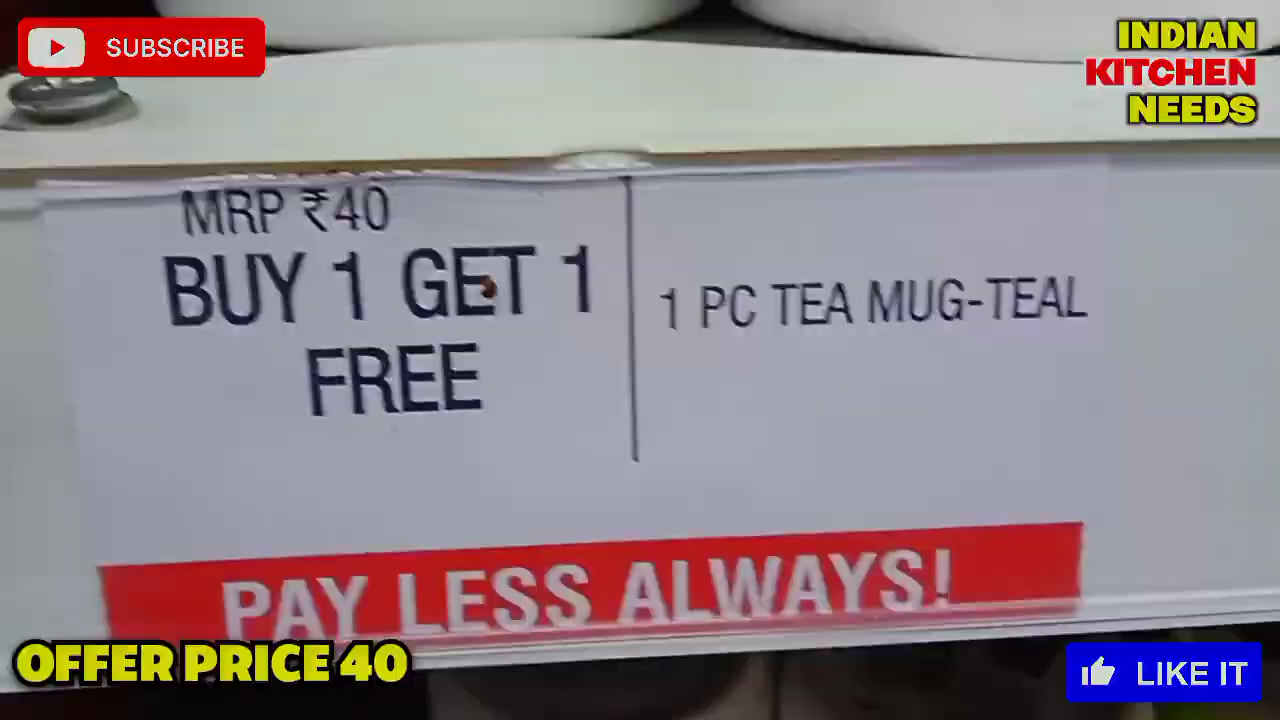 SUBSCRIBE
INDIAN
KITCHEN
NEEDS
MRP ₹40
BUY 1 GET 1
FREE
1 PC TEA MUG-TEAL
PAY LESS ALWAYS!
OFFER PRICE 40
LIKE IT